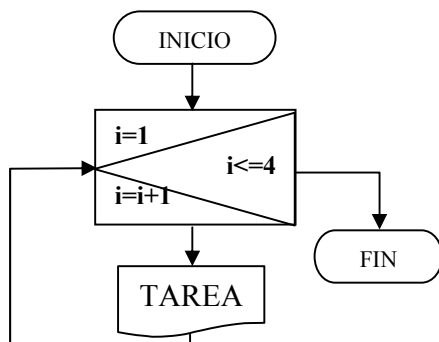 INICIO
i=1
i<=4
i=i+1
FIN
TAREA